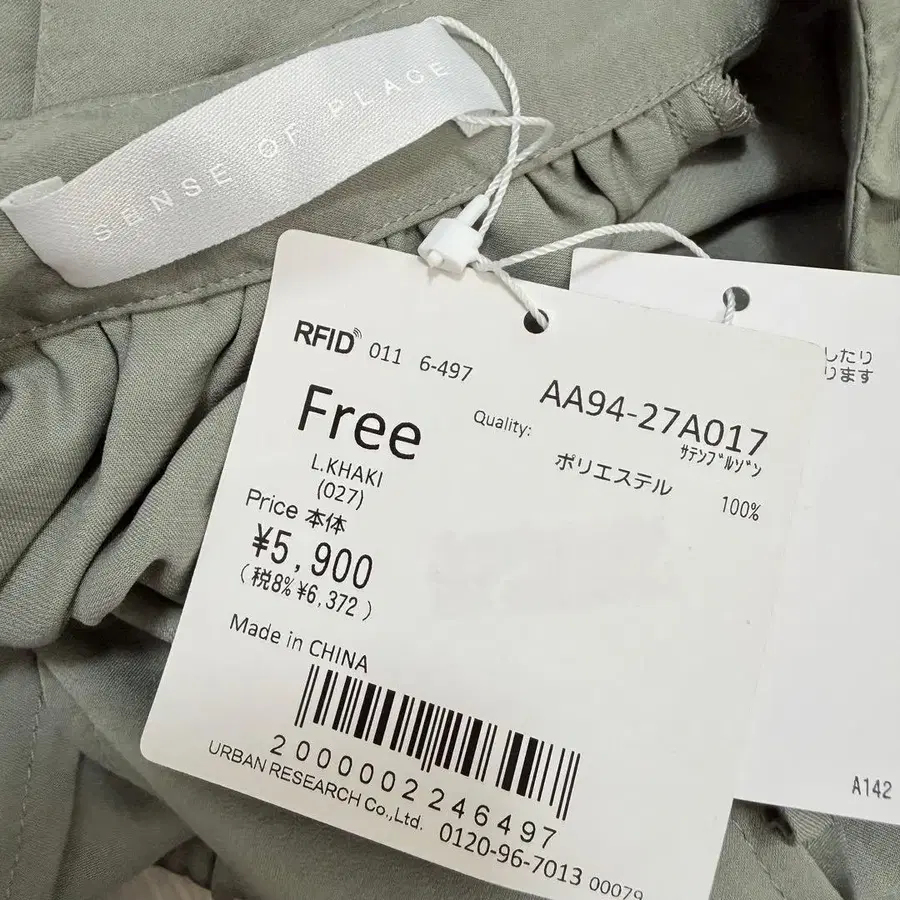 SENSE OF PLACE
RFID 011 6-497
Free
L.KHAKI
(027)
Price 本体
¥5,900
(税8%¥6,372)
AA94-27A017
サテンブルゾン
Quality:
ポリエステル
100%
Made in CHINA
2000002246497
URBAN RESEARCH Co.,Ltd.
0120-96-7013 00079
したり
ります
A142